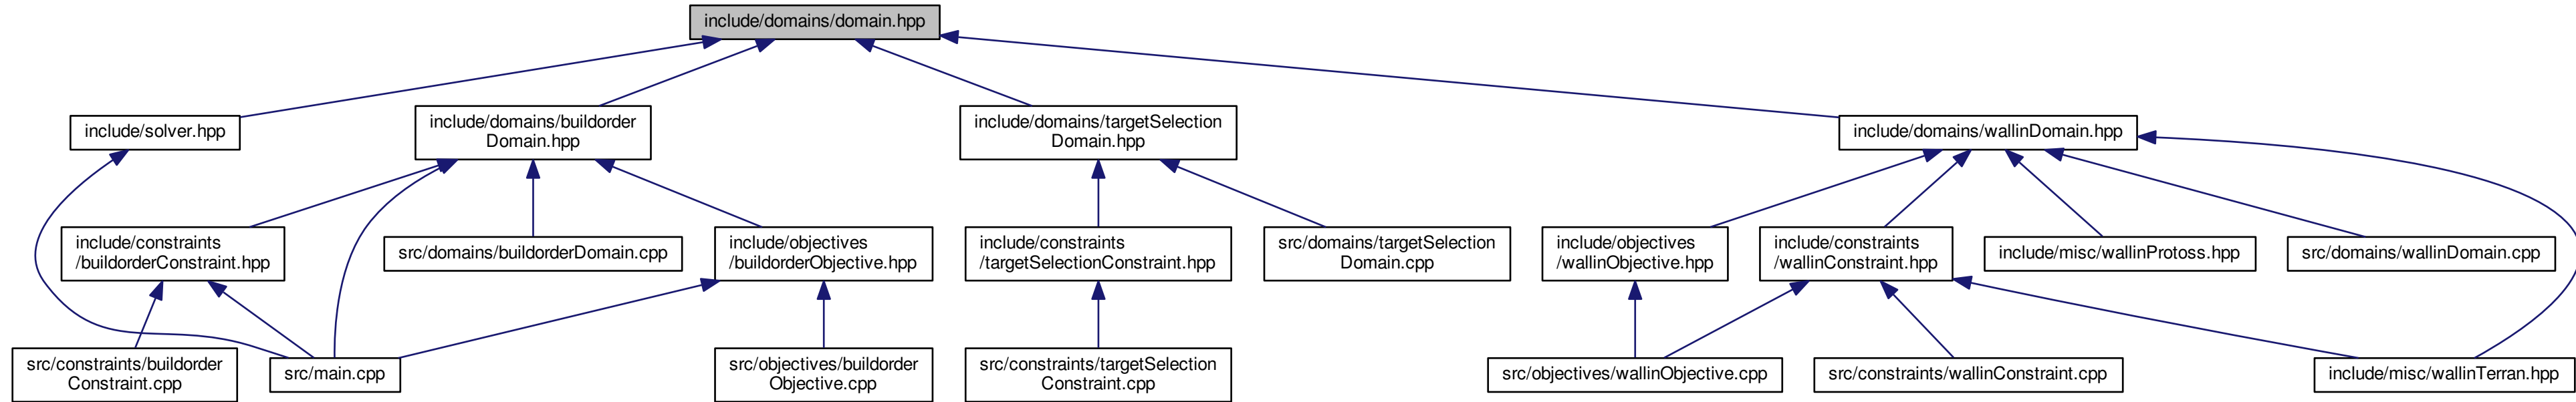 include/domains/domain.hpp
include/solver.hpp
include/domains/buildorder
Domain.hpp
include/domains/targetSelection
Domain.hpp
include/domains/wallinDomain.hpp
include/constraints
/buildorderConstraint.hpp
src/domains/buildorderDomain.cpp
include/objectives
/buildorderObjective.hpp
include/constraints
/targetSelectionConstraint.hpp
src/domains/targetSelection
Domain.cpp
include/objectives
/wallinObjective.hpp
include/constraints
/wallinConstraint.hpp
include/misc/wallinProtoss.hpp
src/domains/wallinDomain.cpp
src/constraints/buildorder
Constraint.cpp
src/main.cpp
src/objectives/buildorder
Objective.cpp
src/constraints/targetSelection
Constraint.cpp
src/objectives/wallinObjective.cpp
src/constraints/wallinConstraint.cpp
include/misc/wallinTerran.hpp